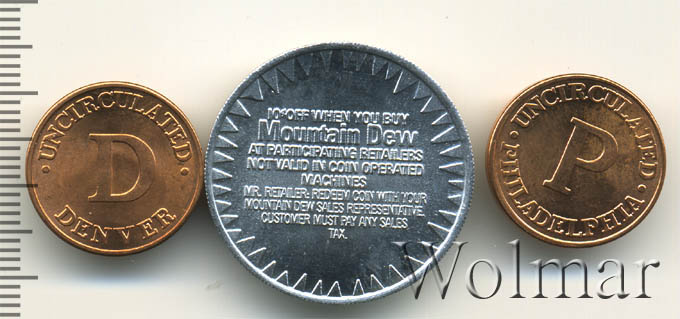 UNCIRCULATED
D
DENVER
10¢ OFF WHEN YOU BUY
Mountain Dew
AT PARTICIPATING RETAILERS
NOT VALID IN COIN OPERATED
MACHINES
MR. RETAILER: REDEEM COIN WITH YOUR
MOUNTAIN DEW SALES REPRESENTATIVE.
CUSTOMER MUST PAY ANY SALES
TAX.
UNCIRCULATED
P
PHILADELPHIA
Wolmar